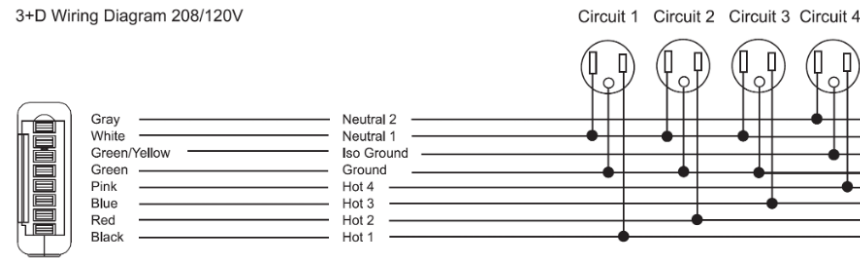 3+D Wiring Diagram 208/120V
Circuit 1 Circuit 2 Circuit 3 Circuit 4
Gray Neutral 2
White Neutral 1
Green/Yellow Iso Ground
Green Ground
Pink Hot 4
Blue Hot 3
Red Hot 2
Black Hot 1